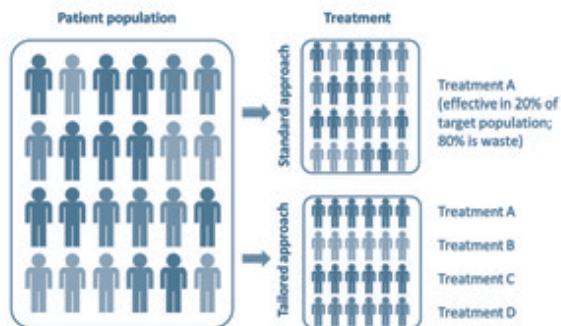 Patient population
Treatment
Standard approach
Treatment A
(effective in 20% of
target population;
80% is waste)
Tailored approach
Treatment A
Treatment B
Treatment C
Treatment D